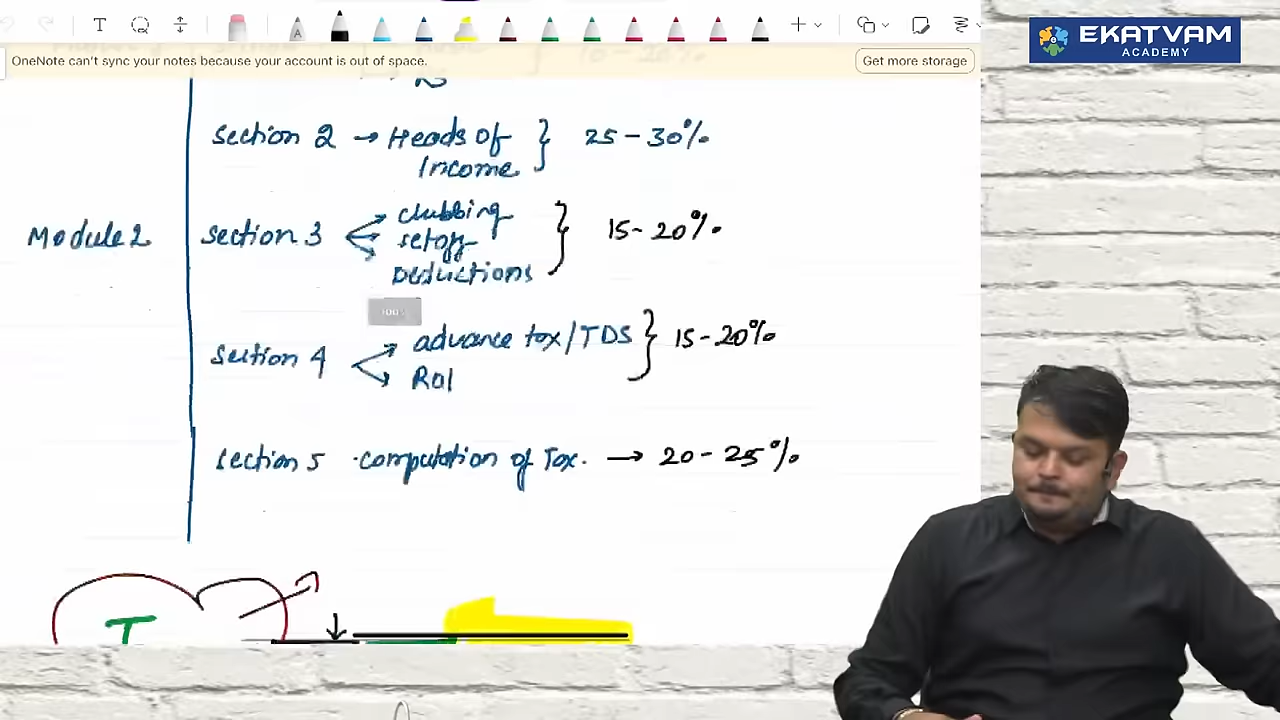 EKATVAM
ACADEMY
OneNote can't sync your notes because your account is out of space.
Get more storage
RS
Section 2 → Heads of Income } 25 - 30%
Module 2
Section 3
clubbing
setoff
Deductions
15 - 20%
100%
Section 4
advance tax/TDS
ROI
15 - 20%
Section 5 computation of Tax. → 20 - 25%
T